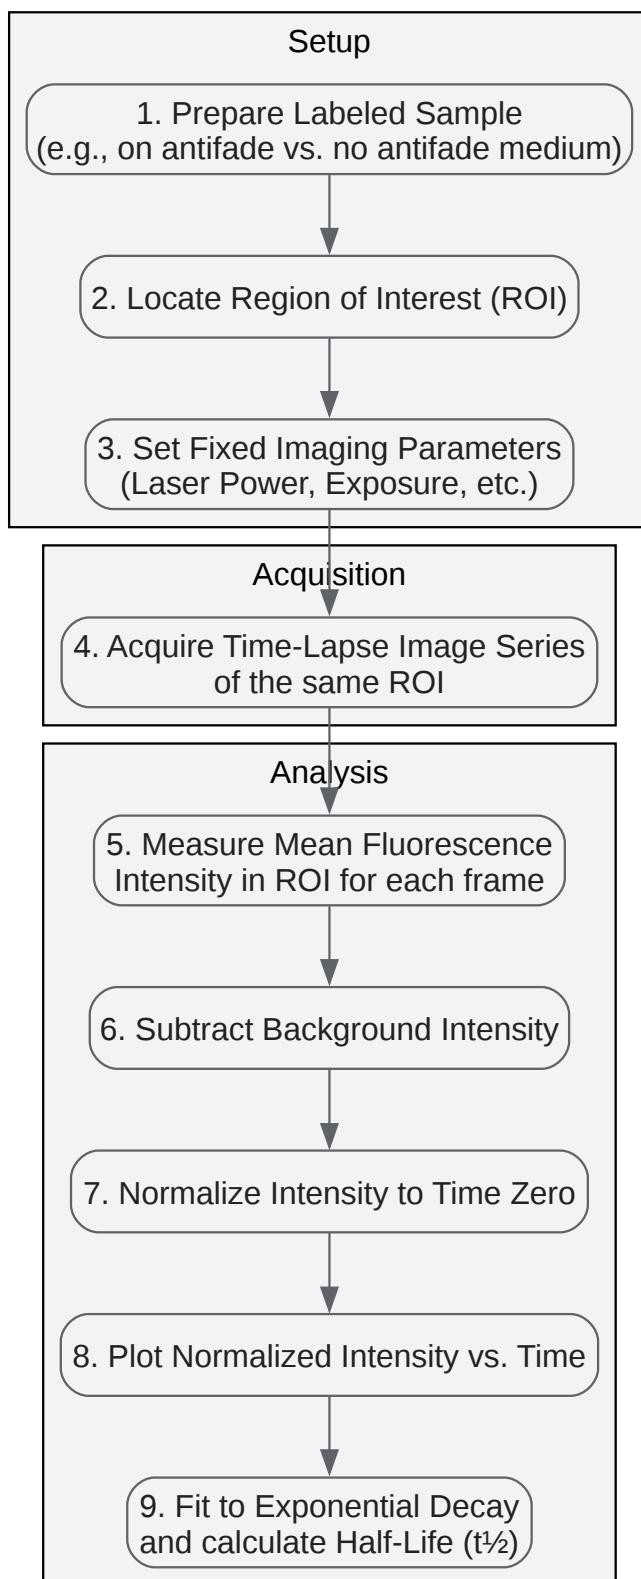 Setup
1. Prepare Labeled Sample
(e.g., on antifade vs. no antifade medium)
2. Locate Region of Interest (ROI)
3. Set Fixed Imaging Parameters
(Laser Power, Exposure, etc.)
Acquisition
4. Acquire Time-Lapse Image Series
of the same ROI
Analysis
5. Measure Mean Fluorescence
Intensity in ROI for each frame
6. Subtract Background Intensity
7. Normalize Intensity to Time Zero
8. Plot Normalized Intensity vs. Time
9. Fit to Exponential Decay
and calculate Half-Life (t½)